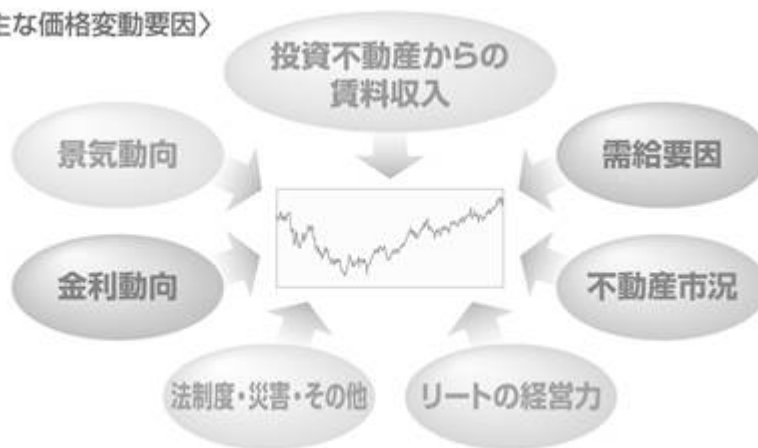 主な価格変動要因〉
投資不動産からの
賃料収入
景気動向
需給要因
金利動向
不動産市況
法制度・災害・その他
リートの経営力